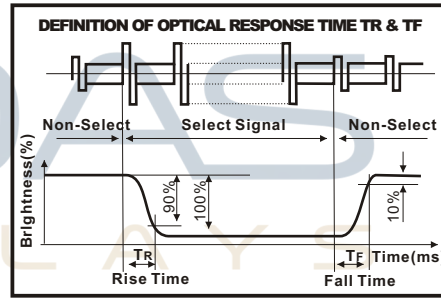 DEFINITION OF OPTICAL RESPONSE TIME TR & TF
Non-Select
Select Signal
Non-Select
Brightness(%)
90%
100%
10%
TR
TF
Time(ms
Rise Time
Fall Time